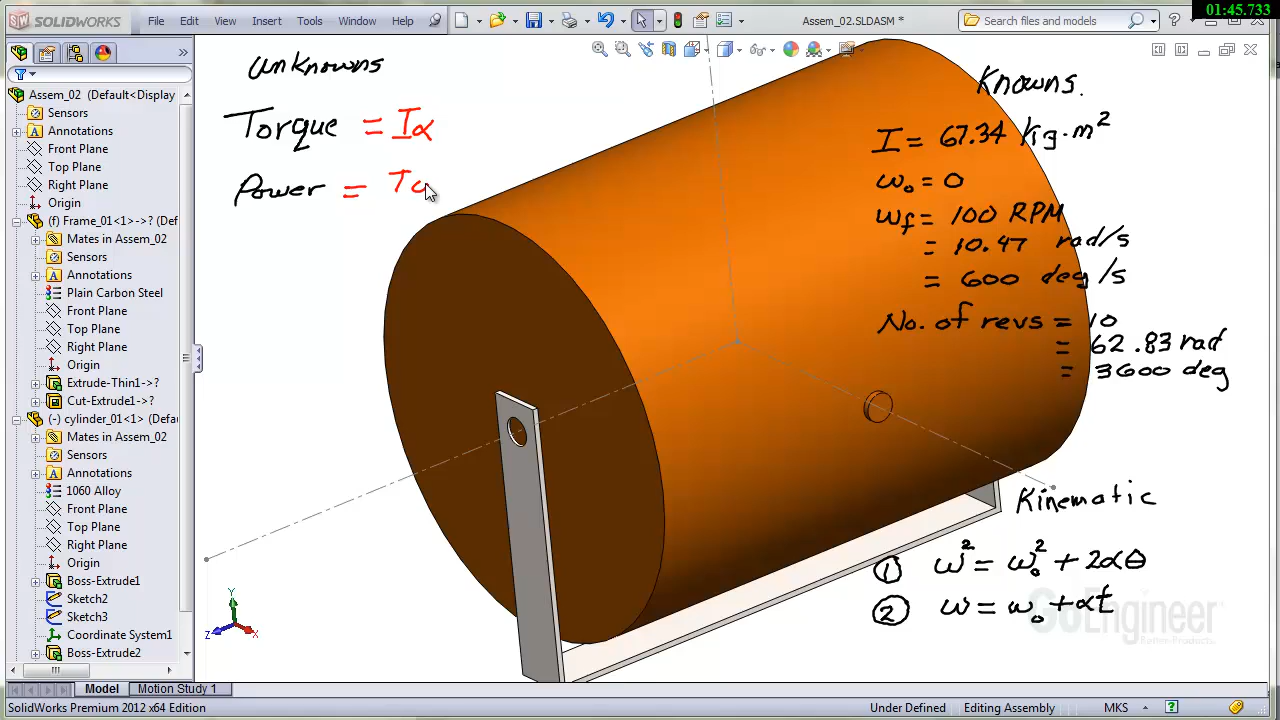 SOLIDWORKS File Edit View Insert Tools Window Help Assem_02.SLDASM * Search files and models 01:45.733
Assem_02 (Default<Display
Sensors
Annotations
Front Plane
Top Plane
Right Plane
Origin
(f) Frame_01<1>->? (Def
Mates in Assem_02
Sensors
Annotations
Plain Carbon Steel
Front Plane
Top Plane
Right Plane
Origin
Extrude-Thin1->?
Cut-Extrude1->?
(-) cylinder_01<1> (Defau
Mates in Assem_02
Sensors
Annotations
1060 Alloy
Front Plane
Top Plane
Right Plane
Origin
Boss-Extrude1
Sketch2
Sketch3
Coordinate System1
Boss-Extrude2
Unknowns
Torque = Iα
Power = T
Knowns.
I = 67.34 Kg·m²
ω₀ = 0
ωf = 100 RPM
= 10.47 rad/s
= 600 deg/s
No. of revs = 10
= 62.83 rad
= 3600 deg
Kinematic
① ω² = ω₀² + 2αθ
② ω = ω₀ + αt
GoEngineer
Y
Z
X
Model Motion Study 1
SolidWorks Premium 2012 x64 Edition Under Defined Editing Assembly MKS